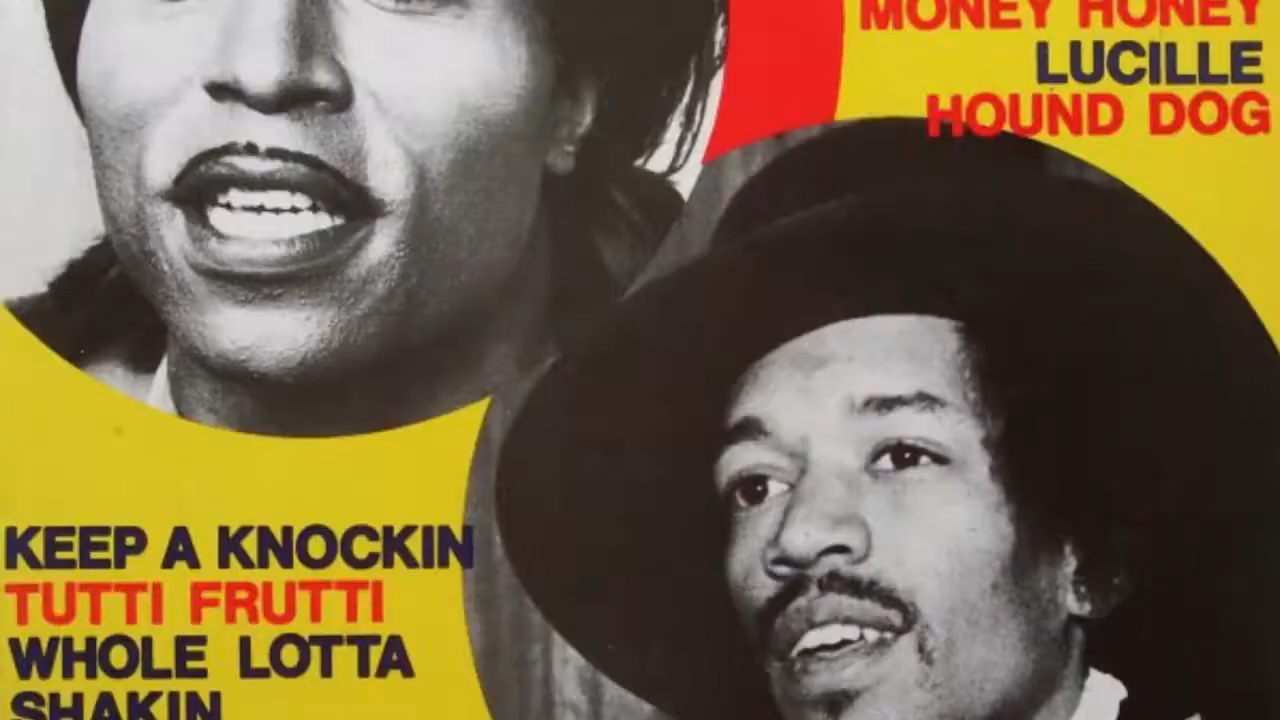 MONEY HONEY
LUCILLE
HOUND DOG
KEEP A KNOCKIN
TUTTI FRUTTI
WHOLE LOTTA
SHAKIN